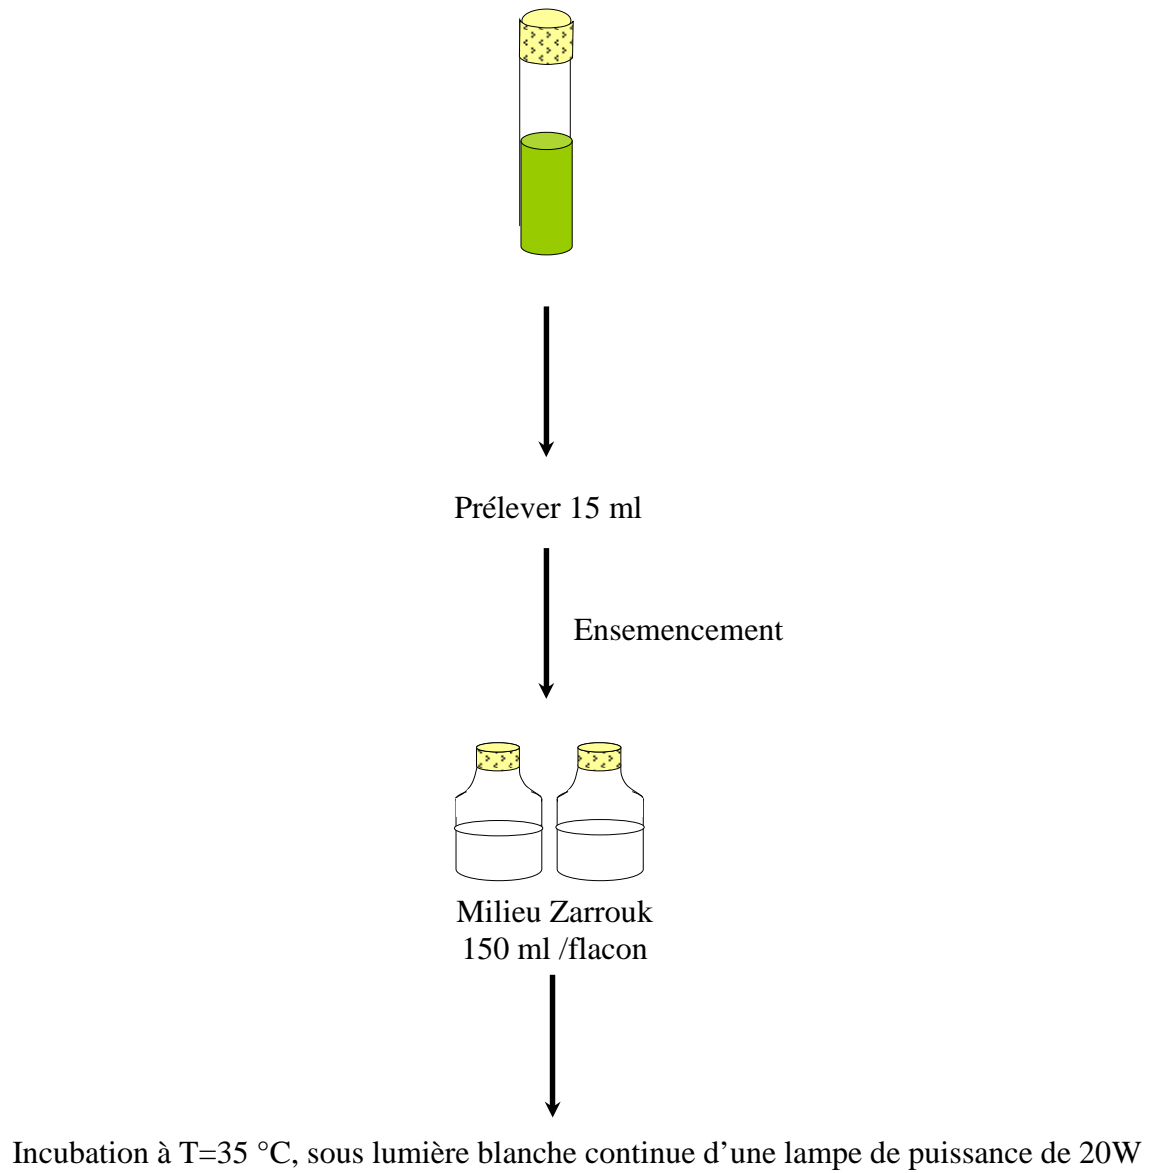 Prélever 15 ml
Ensemencement
Milieu Zarrouk
150 ml /flacon
Incubation à T=35 °C, sous lumière blanche continue d’une lampe de puissance de 20W